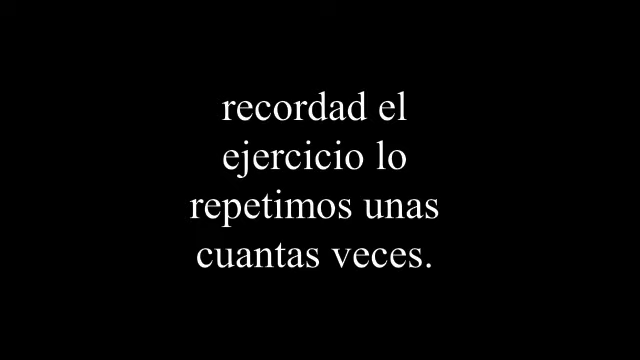 recordad el
ejercicio lo
repetimos unas
cuantas veces.